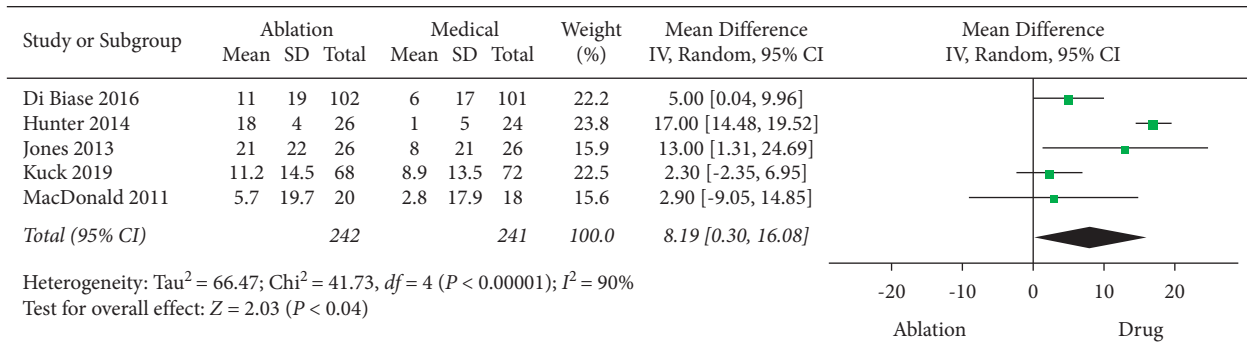 Study or Subgroup Ablation Medical Weight (%) Mean Difference IV, Random, 95% CI Mean Difference IV, Random, 95% CI
Mean SD Total Mean SD Total
Di Biase 2016 11 19 102 6 17 101 22.2 5.00 [0.04, 9.96]
Hunter 2014 18 4 26 1 5 24 23.8 17.00 [14.48, 19.52]
Jones 2013 21 22 26 8 21 26 15.9 13.00 [1.31, 24.69]
Kuck 2019 11.2 14.5 68 8.9 13.5 72 22.5 2.30 [-2.35, 6.95]
MacDonald 2011 5.7 19.7 20 2.8 17.9 18 15.6 2.90 [-9.05, 14.85]
Total (95% CI) 242 241 100.0 8.19 [0.30, 16.08]
Heterogeneity: Tau² = 66.47; Chi² = 41.73, df = 4 (P < 0.00001); I² = 90%
Test for overall effect: Z = 2.03 (P < 0.04)
-20 -10 0 10 20
Ablation Drug